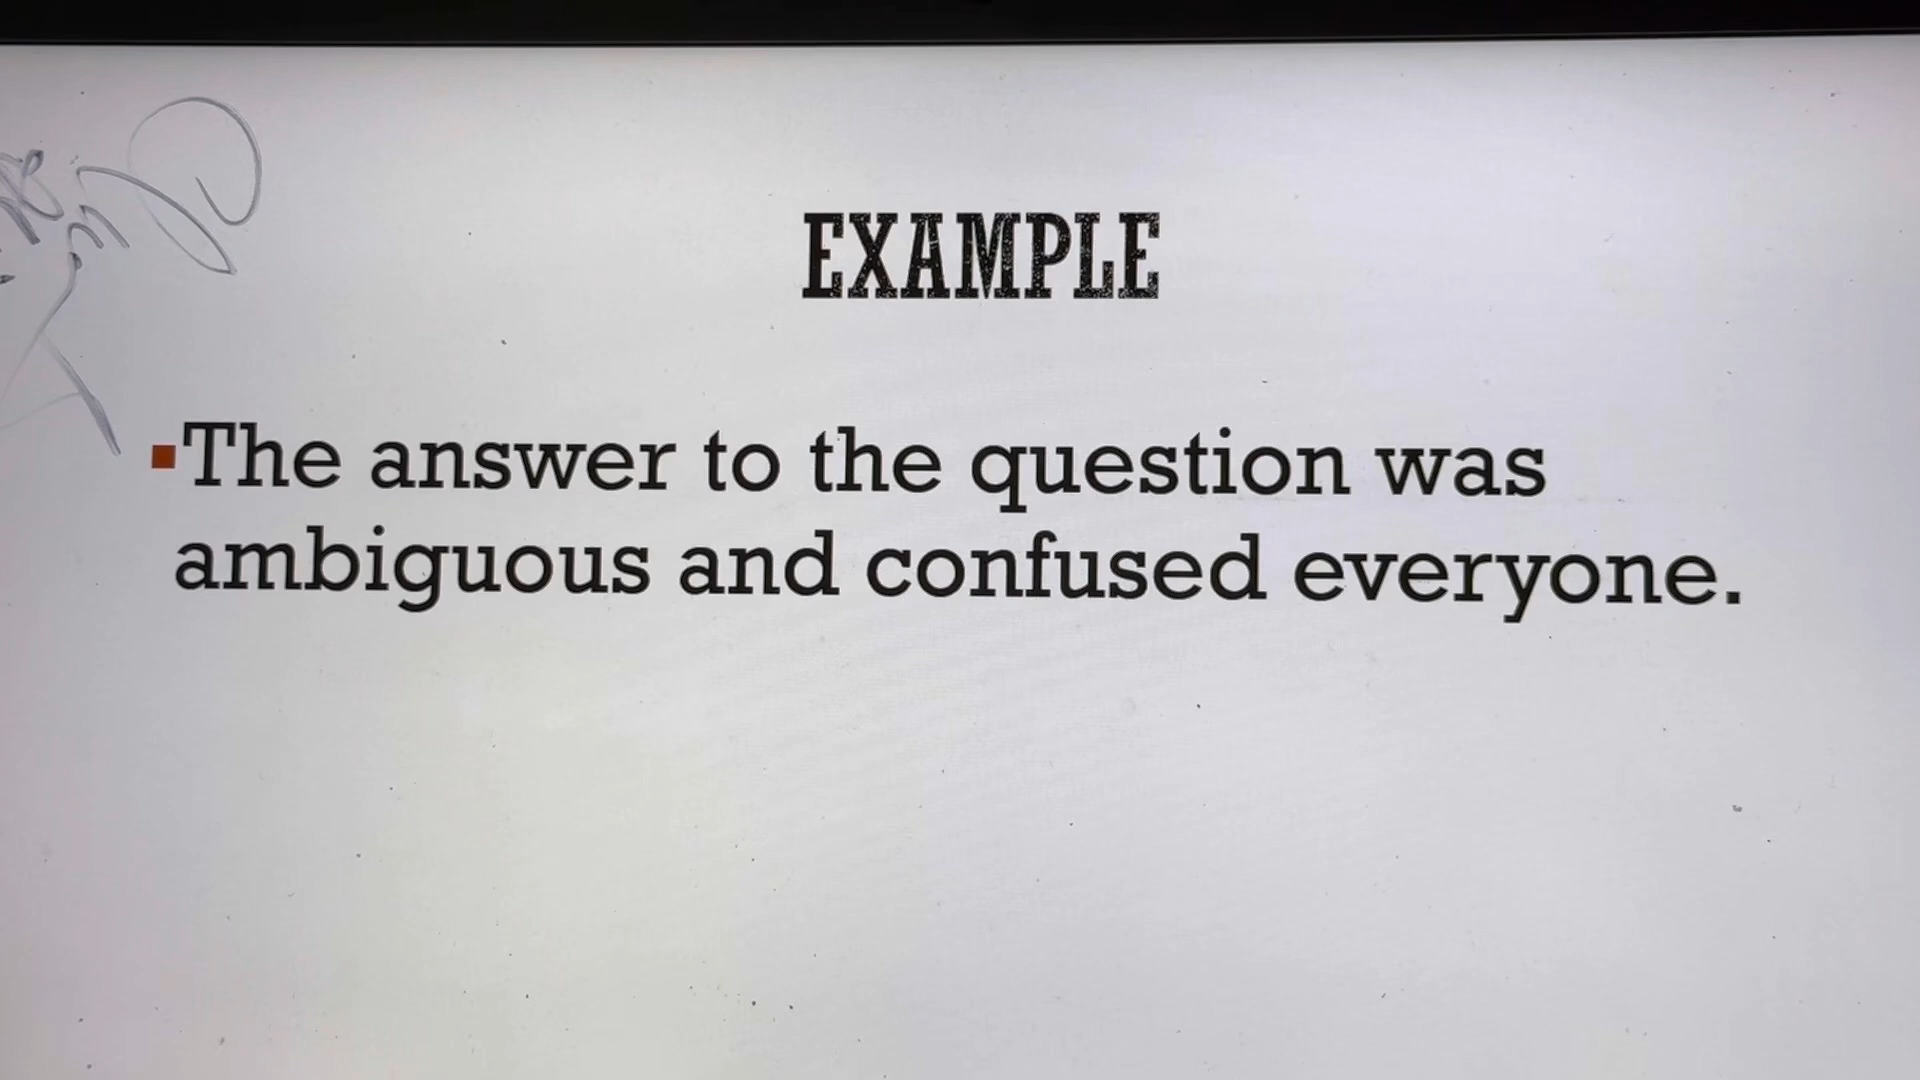 EXAMPLE
▪The answer to the question was
ambiguous and confused everyone.